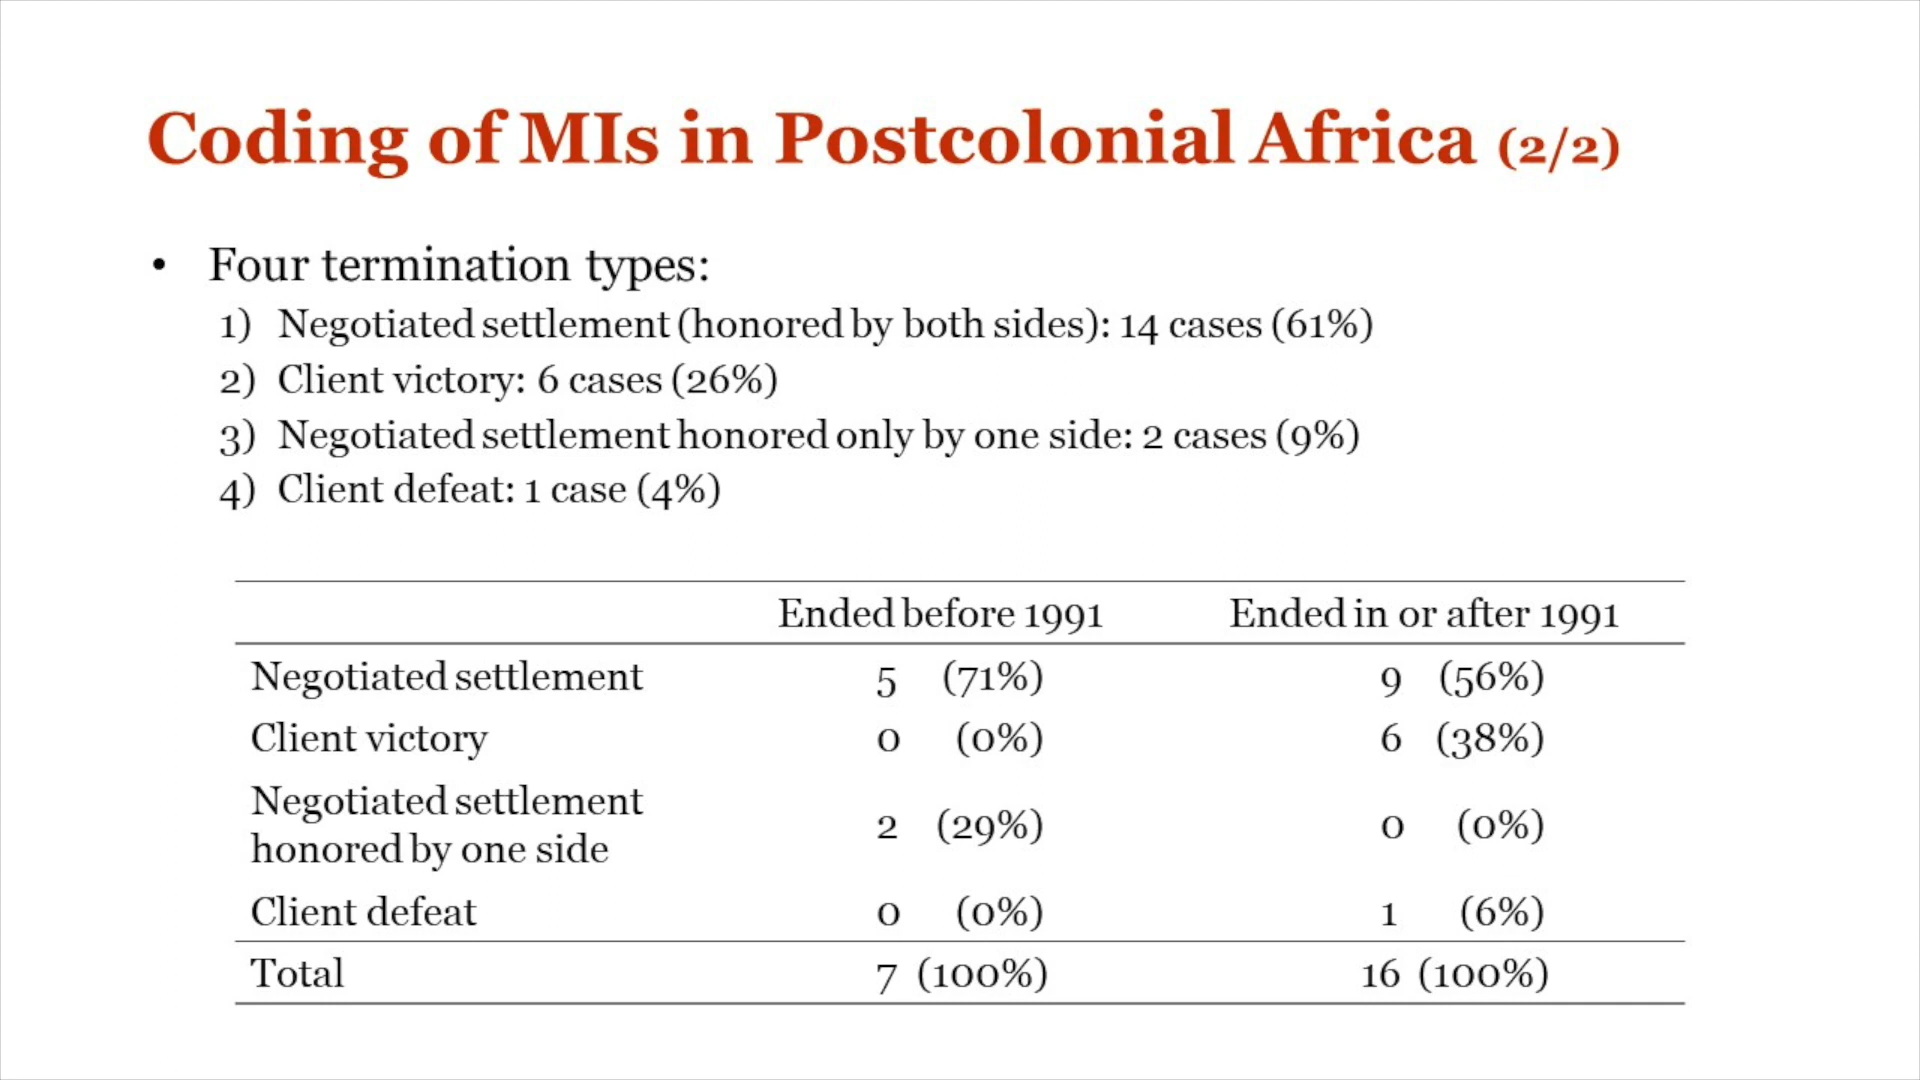 Coding of MIs in Postcolonial Africa (2/2)
• Four termination types:
1) Negotiated settlement (honored by both sides): 14 cases (61%)
2) Client victory: 6 cases (26%)
3) Negotiated settlement honored only by one side: 2 cases (9%)
4) Client defeat: 1 case (4%)
Ended before 1991 Ended in or after 1991
Negotiated settlement 5 (71%) 9 (56%)
Client victory 0 (0%) 6 (38%)
Negotiated settlement
honored by one side 2 (29%) 0 (0%)
Client defeat 0 (0%) 1 (6%)
Total 7 (100%) 16 (100%)